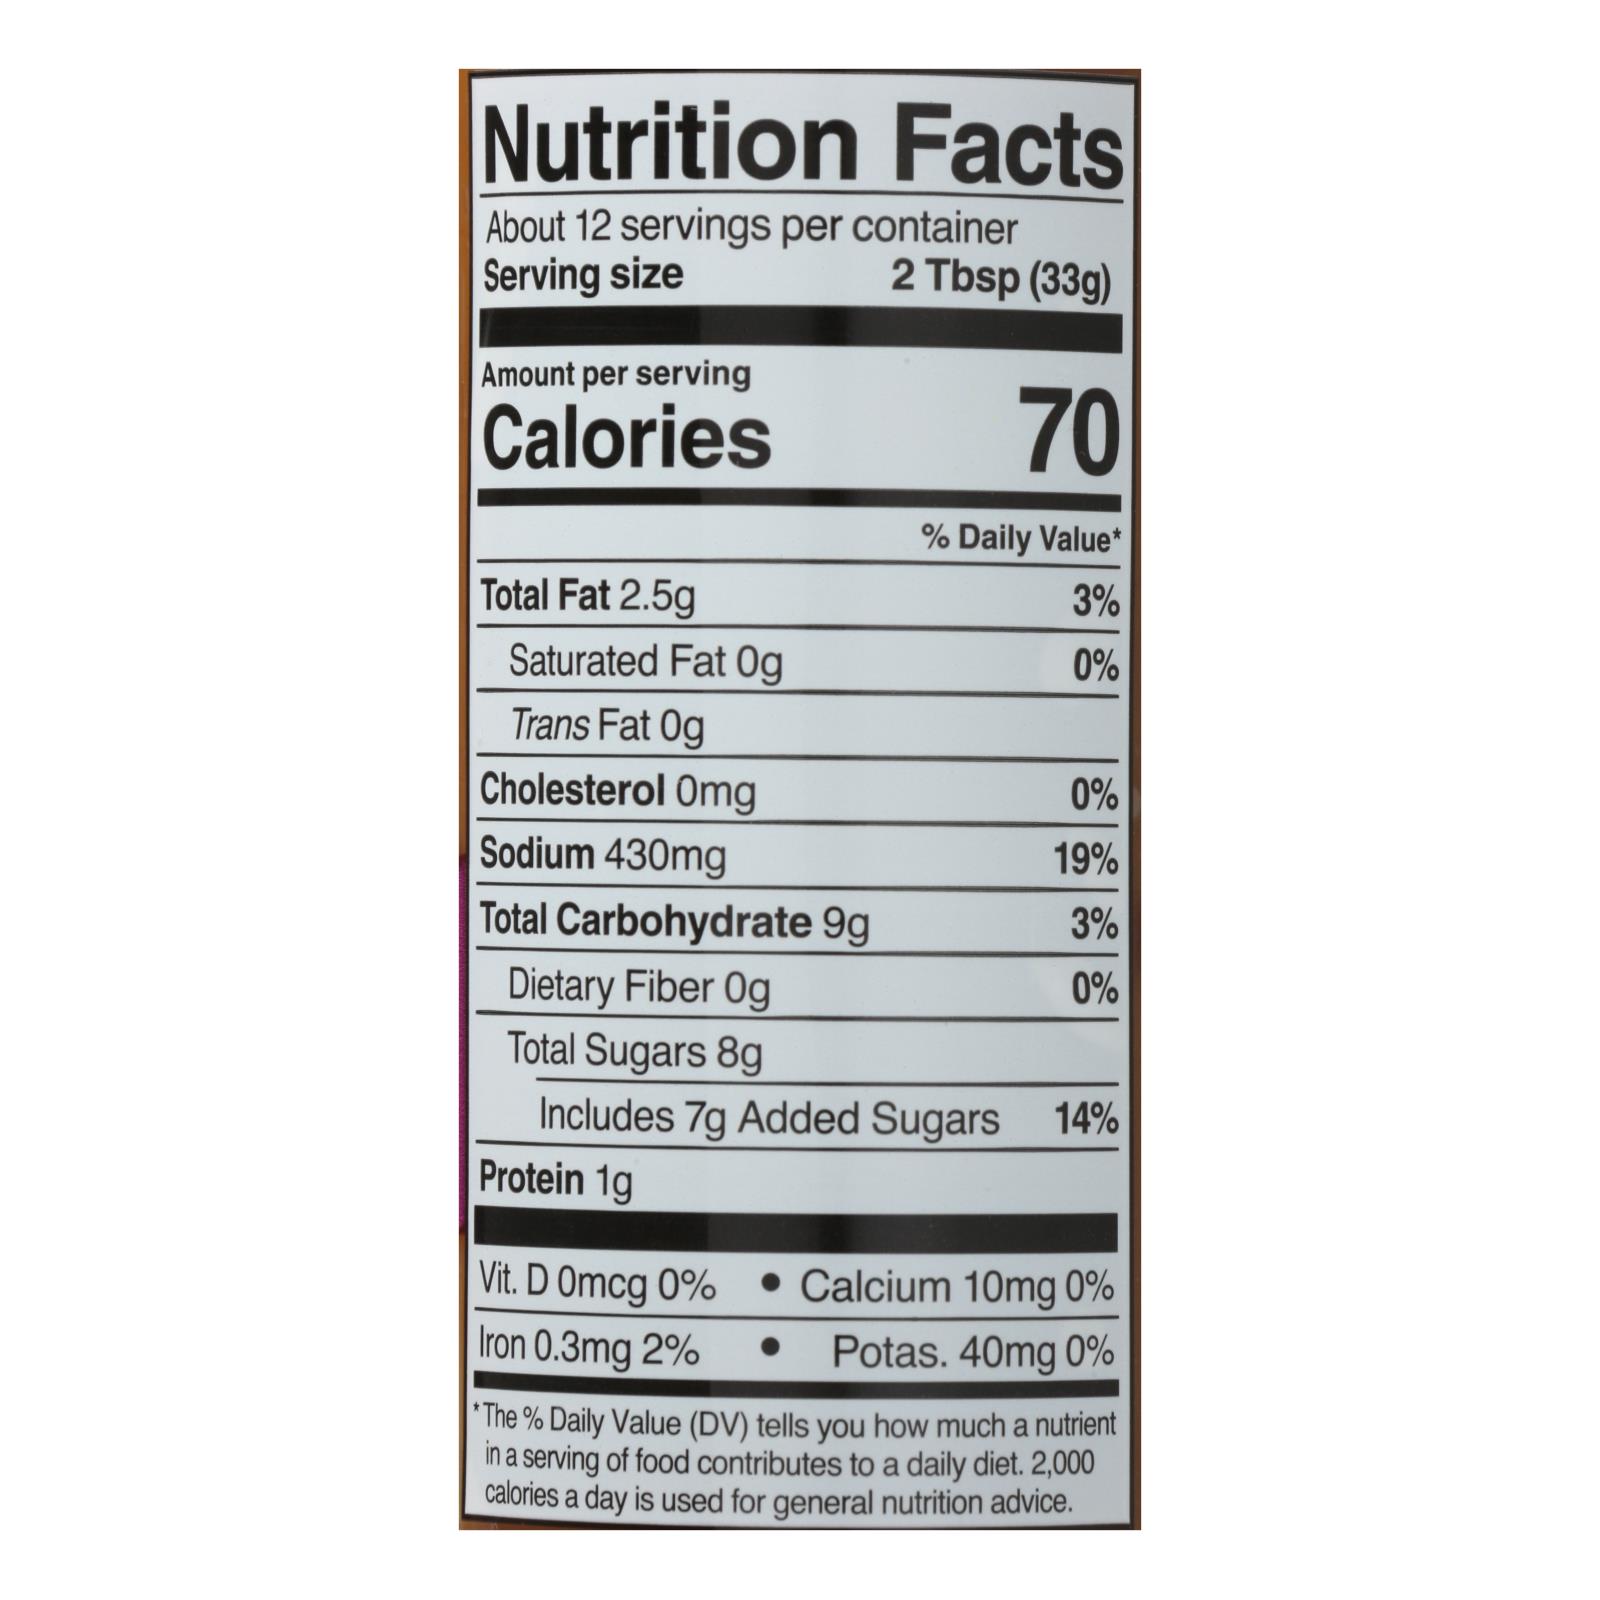 Nutrition Facts
About 12 servings per container
Serving size 2 Tbsp (33g)
Amount per serving
Calories 70
% Daily Value*
Total Fat 2.5g 3%
Saturated Fat 0g 0%
Trans Fat 0g
Cholesterol 0mg 0%
Sodium 430mg 19%
Total Carbohydrate 9g 3%
Dietary Fiber 0g 0%
Total Sugars 8g
Includes 7g Added Sugars 14%
Protein 1g
Vit. D 0mcg 0% • Calcium 10mg 0%
Iron 0.3mg 2% • Potas. 40mg 0%
*The % Daily Value (DV) tells you how much a nutrient
in a serving of food contributes to a daily diet. 2,000
calories a day is used for general nutrition advice.